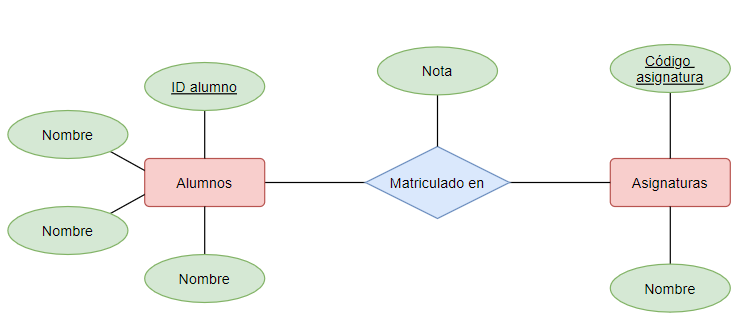 Código
asignatura
Nota
ID alumno
Nombre
Alumnos
Matriculado en
Asignaturas
Nombre
Nombre
Nombre